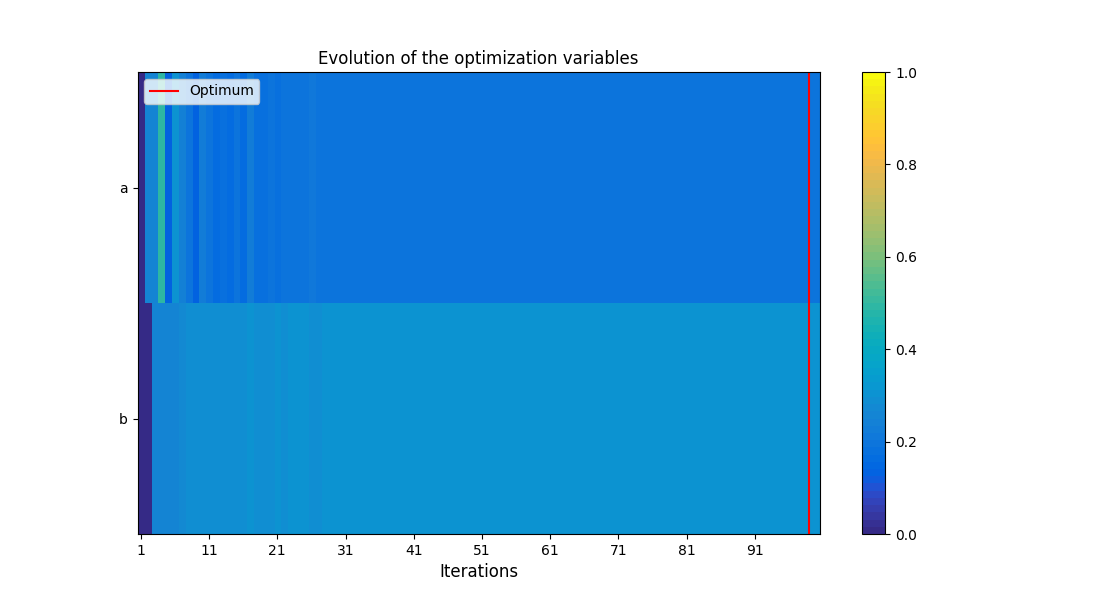 Evolution of the optimization variables
Optimum
a
b
1 11 21 31 41 51 61 71 81 91
Iterations
1.0
0.8
0.6
0.4
0.2
0.0